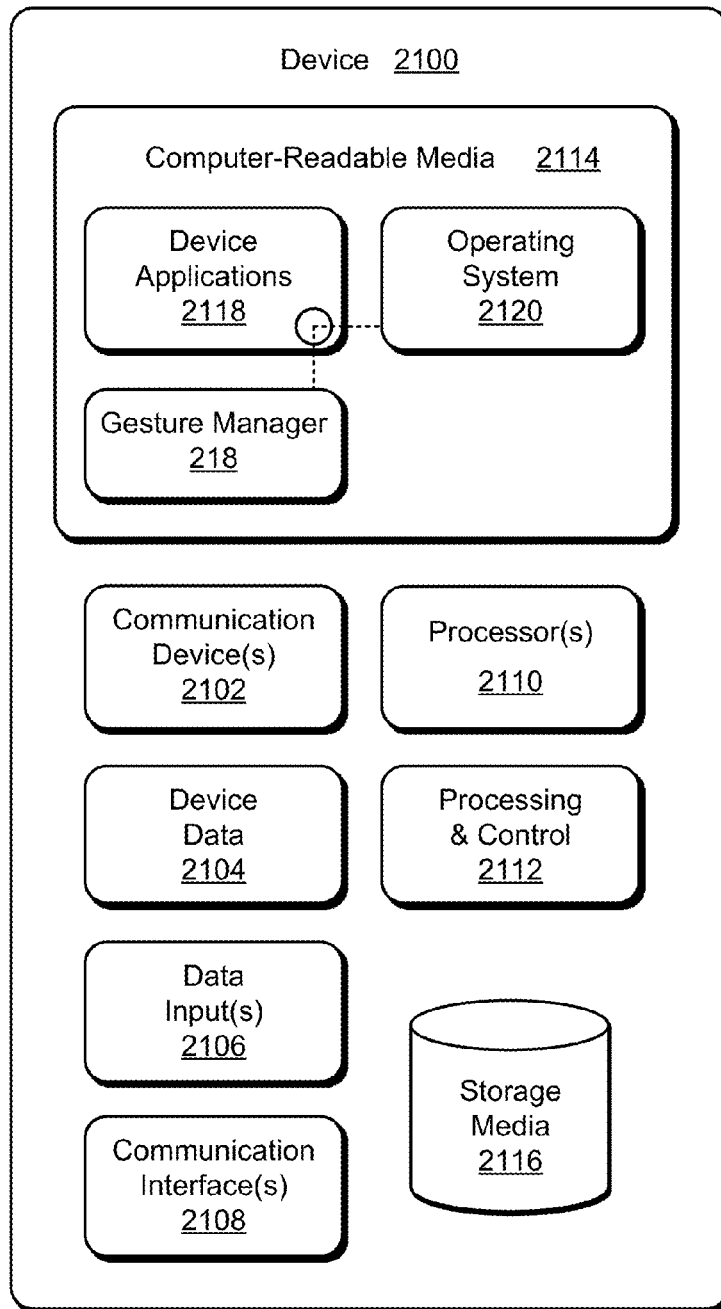 Device 2100
Computer-Readable Media 2114
Device
Applications
2118
Operating
System
2120
Gesture Manager
218
Communication
Device(s)
2102
Processor(s)
2110
Device
Data
2104
Processing
& Control
2112
Data
Input(s)
2106
Storage
Media
2116
Communication
Interface(s)
2108